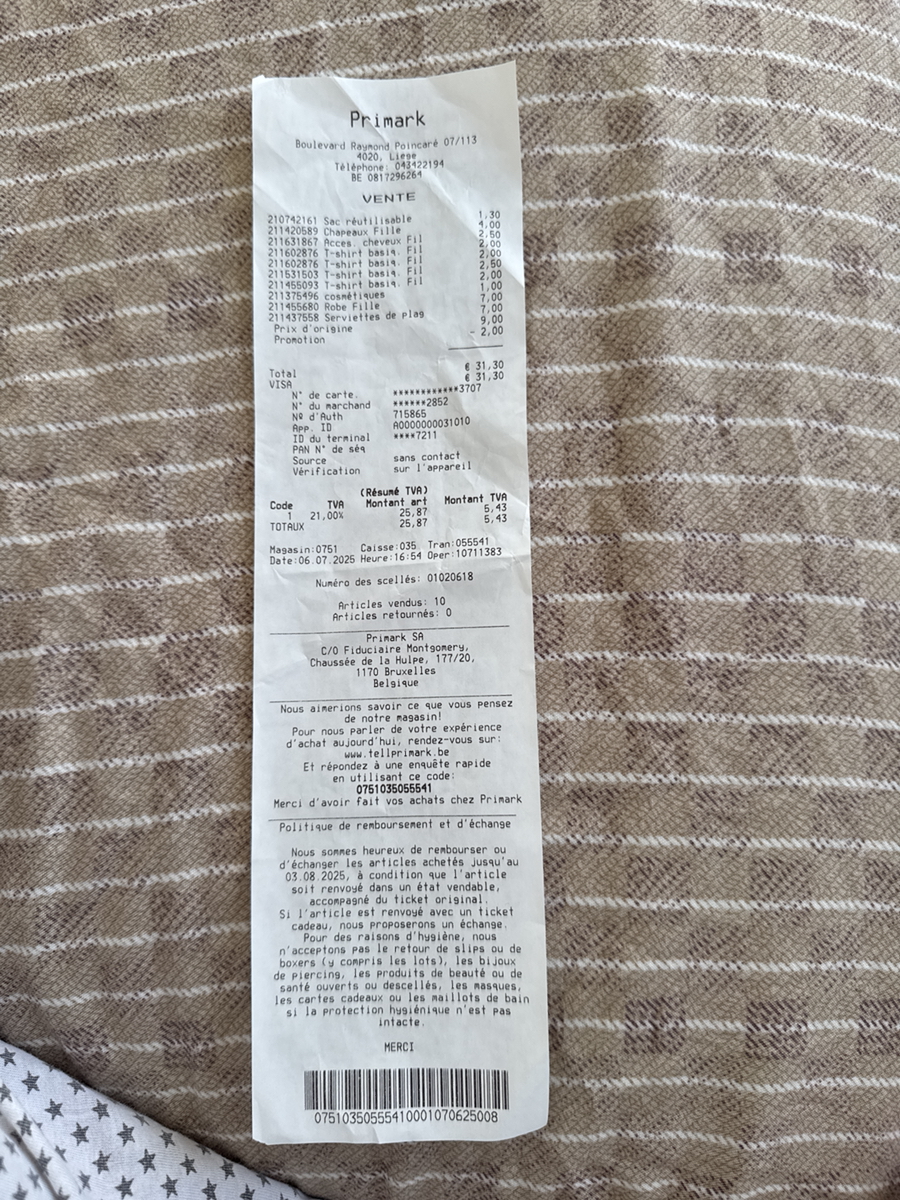 Primark
Boulevard Raymond Poincaré 07/113
4020, Liege
Téléphone: 043422194
BE 0817296264
VENTE
210742161 Sac réutilisable 1,30
211420589 Chapeaux Fille 4,00
211631867 Acces. cheveux Fil 2,50
211602876 T-shirt basiq. Fil 2,00
211602876 T-shirt basiq. Fil 2,00
211531503 T-shirt basiq. Fil 2,50
211455093 T-shirt basiq. Fil 2,00
211375496 cosmétiques 1,00
211455680 Robe Fille 7,00
211437558 Serviettes de plag 7,00
Prix d'origine 9,00
Promotion - 2,00
Total € 31,30
VISA € 31,30
N° de carte. ************3707
N° du marchand ******2852
Nº d'Auth 715865
App. ID A0000000031010
ID du terminal ****7211
PAN N° de séq
Source sans contact
Vérification sur l'appareil
(Résumé TVA)
Code TVA Montant art Montant TVA
1 21,00% 25,87 5,43
TOTAUX 25,87 5,43
Magasin:0751 Caisse:035 Tran:055541
Date:06.07.2025 Heure:16:54 Oper:10711383
Numéro des scellés: 01020618
Articles vendus: 10
Articles retournés: 0
Primark SA
C/O Fiduciaire Montgomery,
Chaussée de la Hulpe, 177/20,
1170 Bruxelles
Belgique
Nous aimerions savoir ce que vous pensez
de notre magasin!
Pour nous parler de votre expérience
d'achat aujourd'hui, rendez-vous sur:
www.tellprimark.be
Et répondez à une enquête rapide
en utilisant ce code:
0751035055541
Merci d'avoir fait vos achats chez Primark
Politique de remboursement et d'échange
Nous sommes heureux de rembourser ou
d'échanger les articles achetés jusqu'au
03.08.2025, à condition que l'article
soit renvoyé dans un état vendable,
accompagné du ticket original.
Si l'article est renvoyé avec un ticket
cadeau, nous proposerons un échange.
Pour des raisons d'hygiène, nous
n'acceptons pas le retour de slips ou de
boxers (y compris les lots), les bijoux
de piercing, les produits de beauté ou de
santé ouverts ou descellés, les masques,
les cartes cadeaux ou les maillots de bain
si la protection hygiénique n'est pas
intacte.
MERCI
07510350555410001070625008